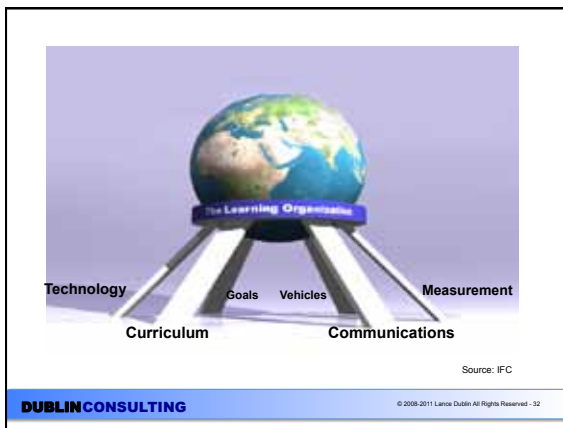 The Learning Organization
Technology
Goals Vehicles
Measurement
Curriculum
Communications
Source: IFC
DUBLINCONSULTING
© 2008-2011 Lance Dublin All Rights Reserved - 32